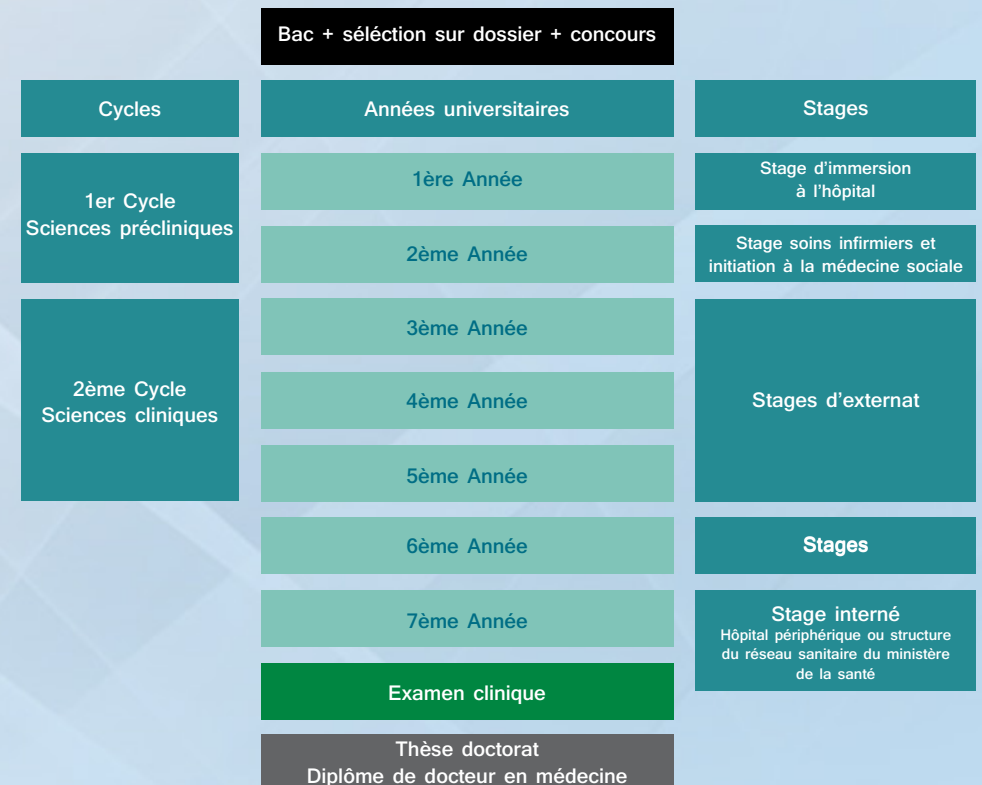 Bac + séléction sur dossier + concours
Cycles
Années universitaires
Stages
1er Cycle
Sciences précliniques
1ère Année
Stage d'immersion
à l'hôpital
2ème Année
Stage soins infirmiers et
initiation à la médecine sociale
2ème Cycle
Sciences cliniques
3ème Année
4ème Année
5ème Année
Stages d'externat
6ème Année
Stages
7ème Année
Stage interné
Hôpital périphérique ou structure
du réseau sanitaire du ministère
de la santé
Examen clinique
Thèse doctorat
Diplôme de docteur en médecine